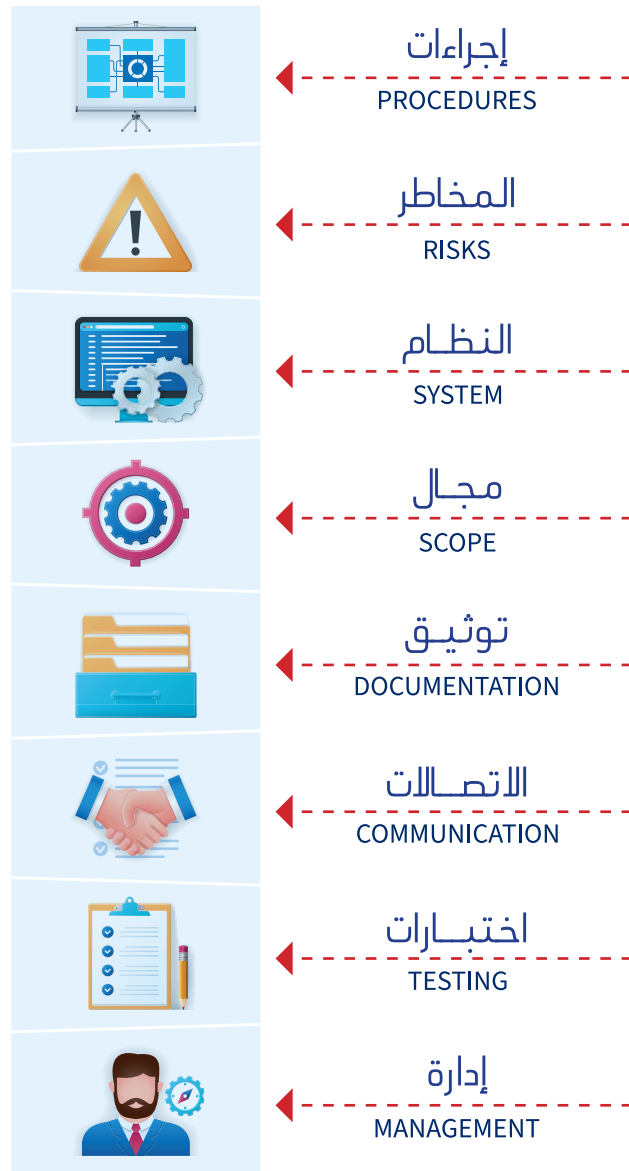 إجراءات
PROCEDURES
المخاطر
RISKS
النظام
SYSTEM
مجال
SCOPE
توثيق
DOCUMENTATION
الاتصالات
COMMUNICATION
اختبارات
TESTING
إدارة
MANAGEMENT